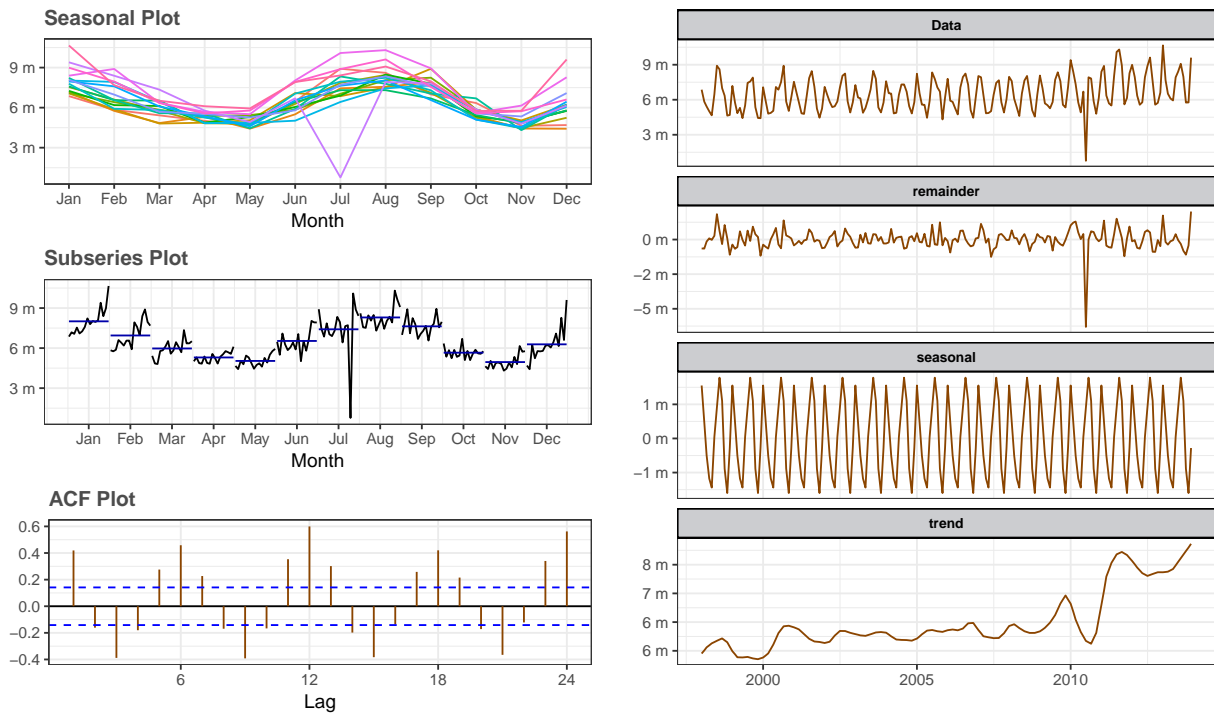 Seasonal Plot
9 m
6 m
3 m
Jan Feb Mar Apr May Jun Jul Aug Sep Oct Nov Dec
Month
Subseries Plot
9 m
6 m
3 m
Jan Feb Mar Apr May Jun Jul Aug Sep Oct Nov Dec
Month
ACF Plot
0.6
0.4
0.2
0.0
−0.2
−0.4
6 12 18 24
Lag
Data
9 m
6 m
3 m
remainder
0 m
−2 m
−5 m
seasonal
1 m
0 m
−1 m
trend
8 m
7 m
6 m
6 m
2000 2005 2010